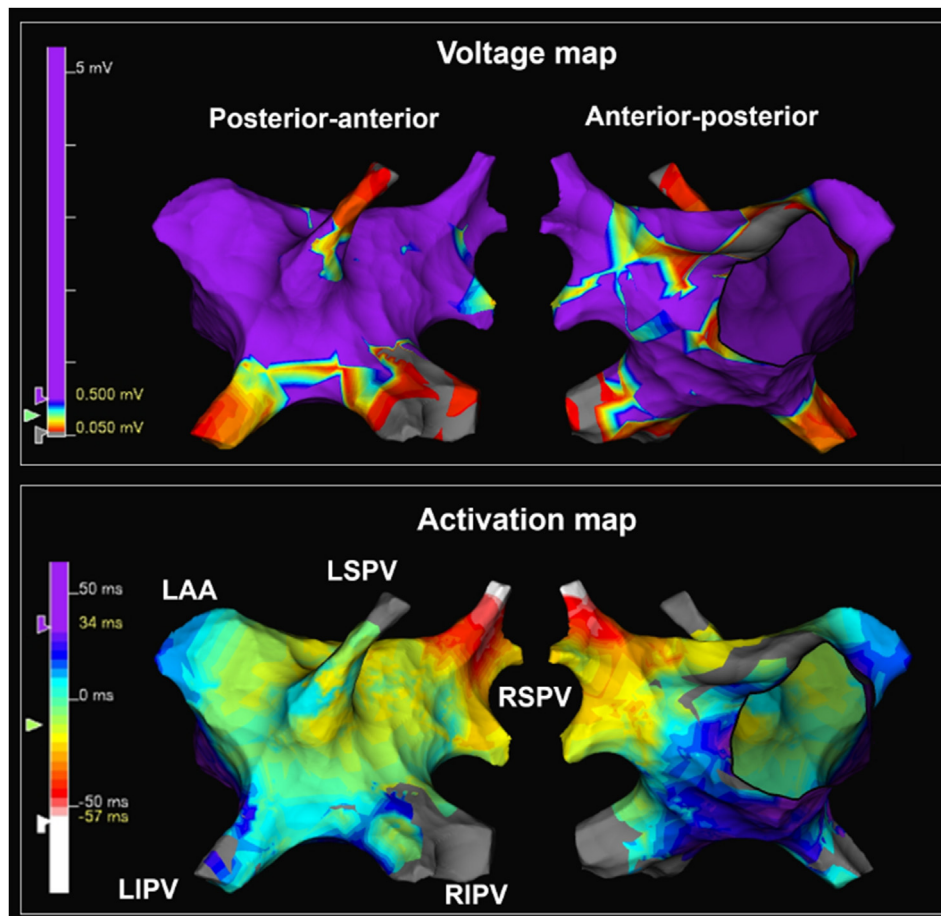 Voltage map
5 mV
Posterior-anterior
Anterior-posterior
0.500 mV
0.050 mV
Activation map
50 ms
34 ms
0 ms
-50 ms
-57 ms
LAA
LSPV
RSPV
LIPV
RIPV